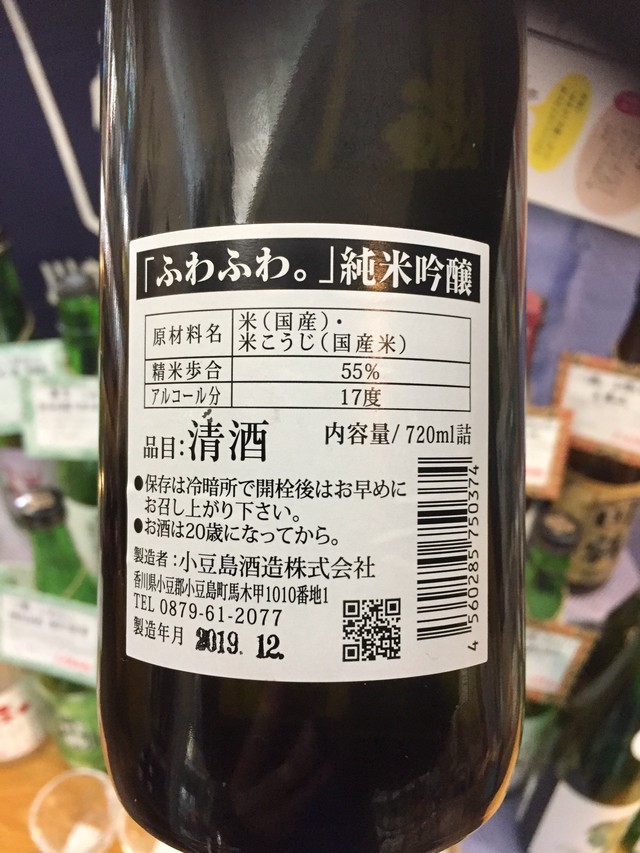 「ふわふわ。」純米吟醸
原材料名 米(国産)・
米こうじ(国産米)
精米歩合 55%
アルコール分 17度
品目:清酒 内容量/720ml詰
●保存は冷暗所で開栓後はお早めに
お召し上がり下さい。
●お酒は20歳になってから。
製造者:小豆島酒造株式会社
香川県小豆郡小豆島町馬木甲1010番地1
TEL 0879-61-2077
製造年月 2019.12.
4560285750374